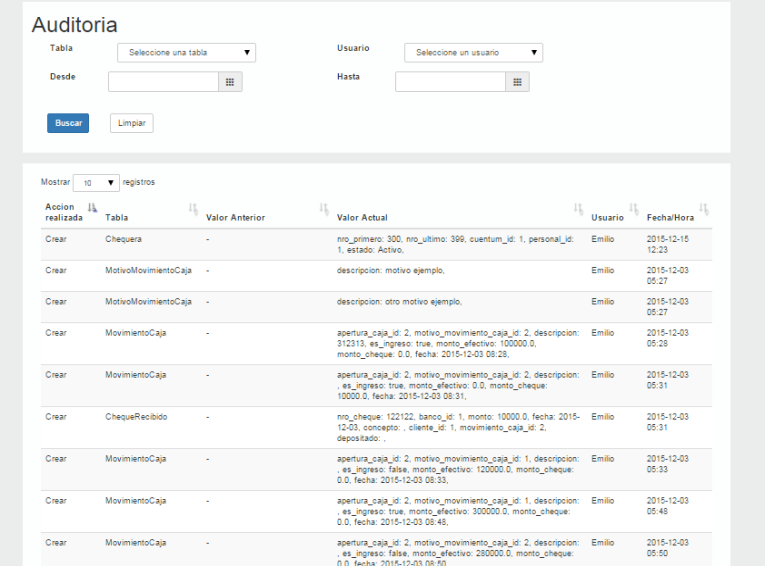 Auditoria
Tabla Seleccione una tabla Usuario Seleccione un usuario
Desde Hasta
Buscar Limpiar
Mostrar 10 registros
Accion realizada Tabla Valor Anterior Valor Actual Usuario Fecha/Hora
Crear Chequera - nro_primero: 300, nro_ultimo: 399, cuentum_id: 1, personal_id: Emilio 2015-12-15
1, estado: Activo, 12:23
Crear MotivoMovimientoCaja - descripcion: motivo ejemplo, Emilio 2015-12-03
05:27
Crear MotivoMovimientoCaja - descripcion: otro motivo ejemplo, Emilio 2015-12-03
05:27
Crear MovimientoCaja - apertura_caja_id: 2, motivo_movimiento_caja_id: 2, descripcion: Emilio 2015-12-03
312313, es_ingreso: true, monto_efectivo: 100000.0, 05:28
monto_cheque: 0.0, fecha: 2015-12-03 08:28,
Crear MovimientoCaja - apertura_caja_id: 2, motivo_movimiento_caja_id: 2, descripcion: Emilio 2015-12-03
, es_ingreso: true, monto_efectivo: 0.0, monto_cheque: 05:31
10000.0, fecha: 2015-12-03 08:31,
Crear ChequeRecibido - nro_cheque: 122122, banco_id: 1, monto: 10000.0, fecha: 2015- Emilio 2015-12-03
12-03, concepto: , cliente_id: 1, movimiento_caja_id: 2, 05:31
depositado: ,
Crear MovimientoCaja - apertura_caja_id: 2, motivo_movimiento_caja_id: 1, descripcion: Emilio 2015-12-03
, es_ingreso: false, monto_efectivo: 120000.0, monto_cheque: 05:33
0.0, fecha: 2015-12-03 08:33,
Crear MovimientoCaja - apertura_caja_id: 2, motivo_movimiento_caja_id: 1, descripcion: Emilio 2015-12-03
, es_ingreso: true, monto_efectivo: 300000.0, monto_cheque: 05:48
0.0, fecha: 2015-12-03 08:48,
Crear MovimientoCaja - apertura_caja_id: 2, motivo_movimiento_caja_id: 2, descripcion: Emilio 2015-12-03
, es_ingreso: false, monto_efectivo: 280000.0, monto_cheque: 05:50
0.0, fecha: 2015-12-03 08:50